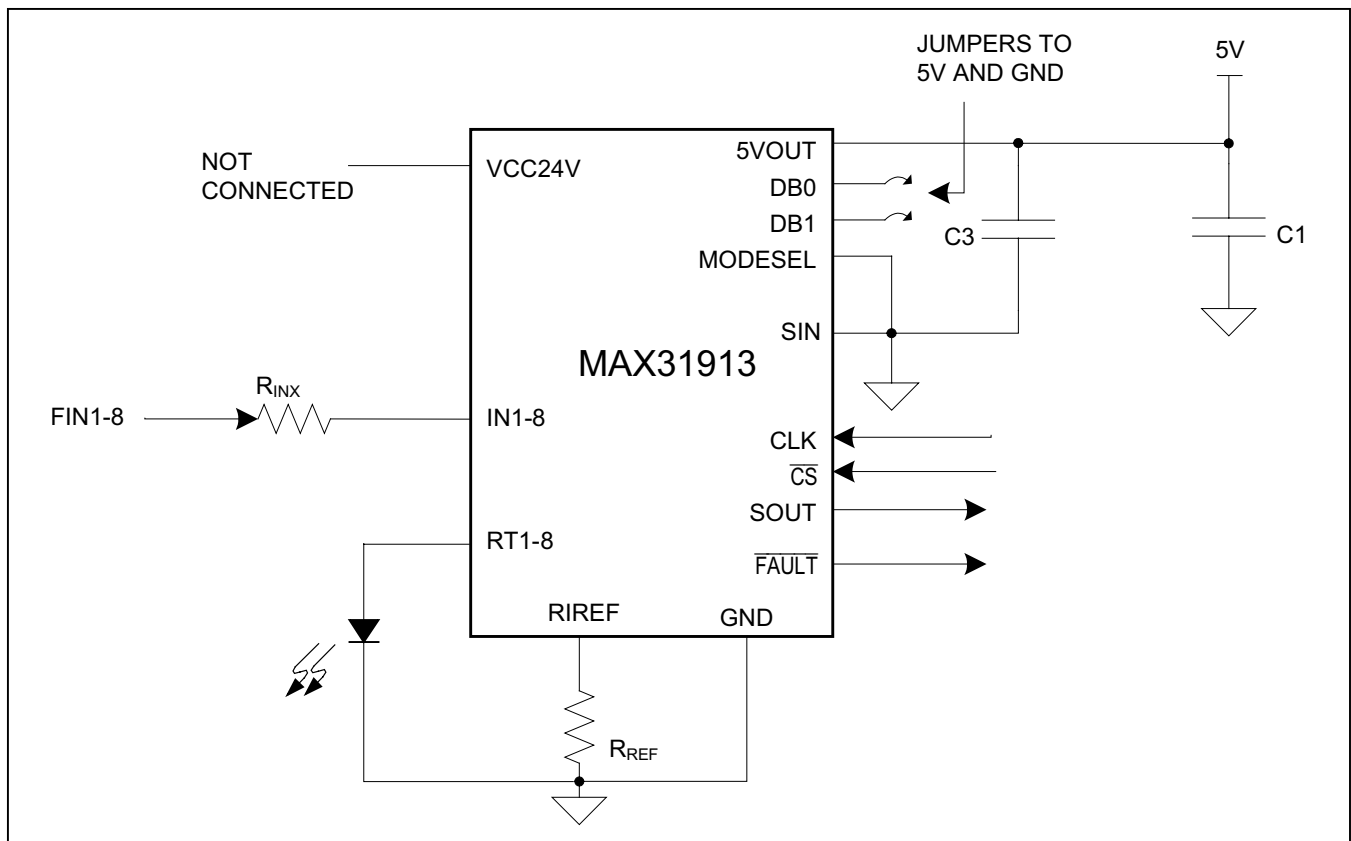 JUMPERS TO
5V AND GND
5V
NOT
CONNECTED
VCC24V
5VOUT
DB0
DB1
C3
C1
MODESEL
SIN
MAX31913
RINX
FIN1-8
IN1-8
CLK
CS
SOUT
RT1-8
FAULT
RIREF
GND
RREF